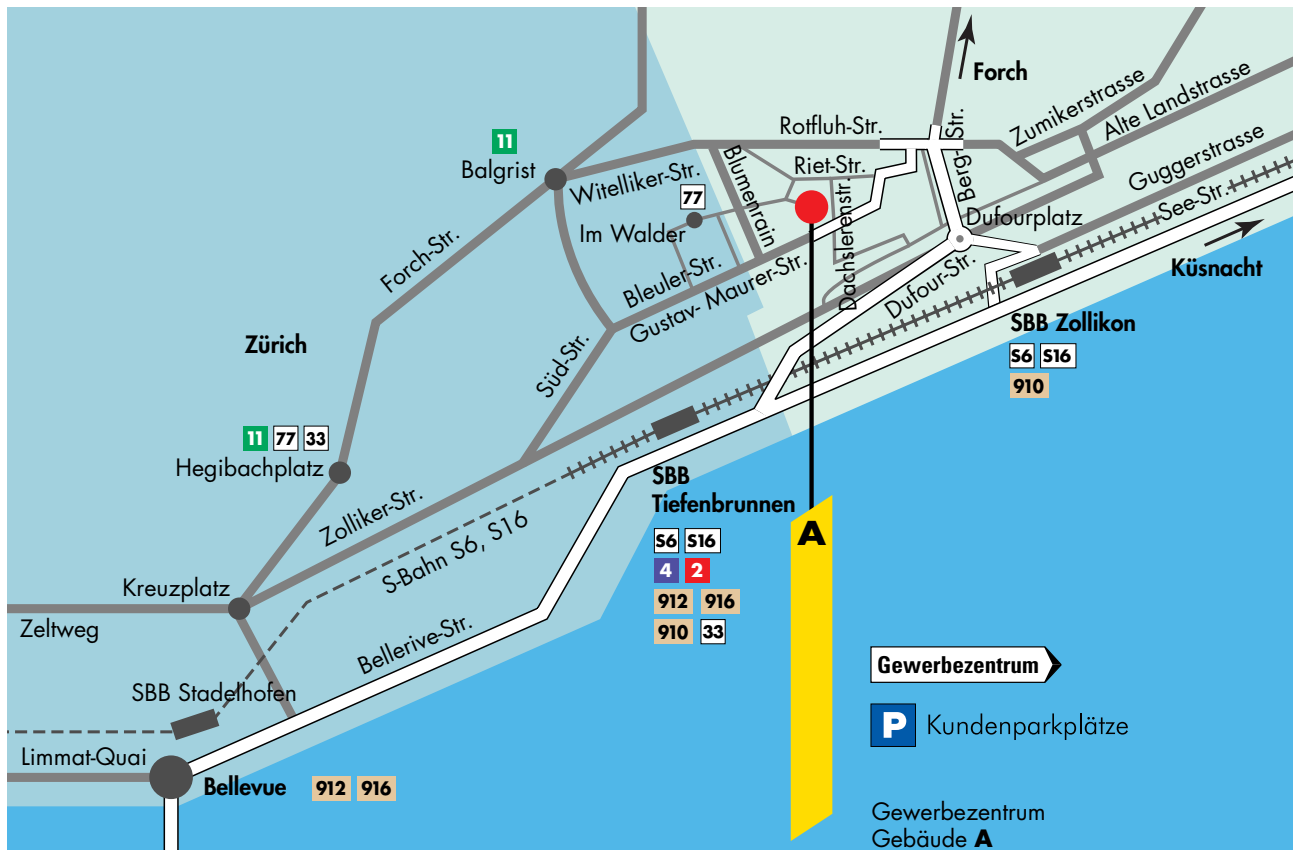 Forch
Zumikerstrasse
Alte Landstrasse
Rotfluh-Str.
Berg-Str.
11
Balgrist
Blumenrain
Riet-Str.
Guggerstrasse
Witelliker-Str.
77
Im Walder
Dachslerenstr.
See-Str.
Dufourplatz
Forch-Str.
Bleuler-Str.
Gustav- Maurer-Str.
Dufour-Str.
Küsnacht
Zürich
Süd-Str.
SBB Zollikon
S6 S16
910
11 77 33
Hegibachplatz
Zolliker-Str.
S-Bahn S6, S16
SBB
Tiefenbrunnen
S6 S16
4 2
912 916
910 33
A
Kreuzplatz
Zeltweg
Bellerive-Str.
SBB Stadelhofen
Gewerbezentrum
P Kundenparkplätze
Limmat-Quai
Bellevue 912 916
Gewerbezentrum
Gebäude A